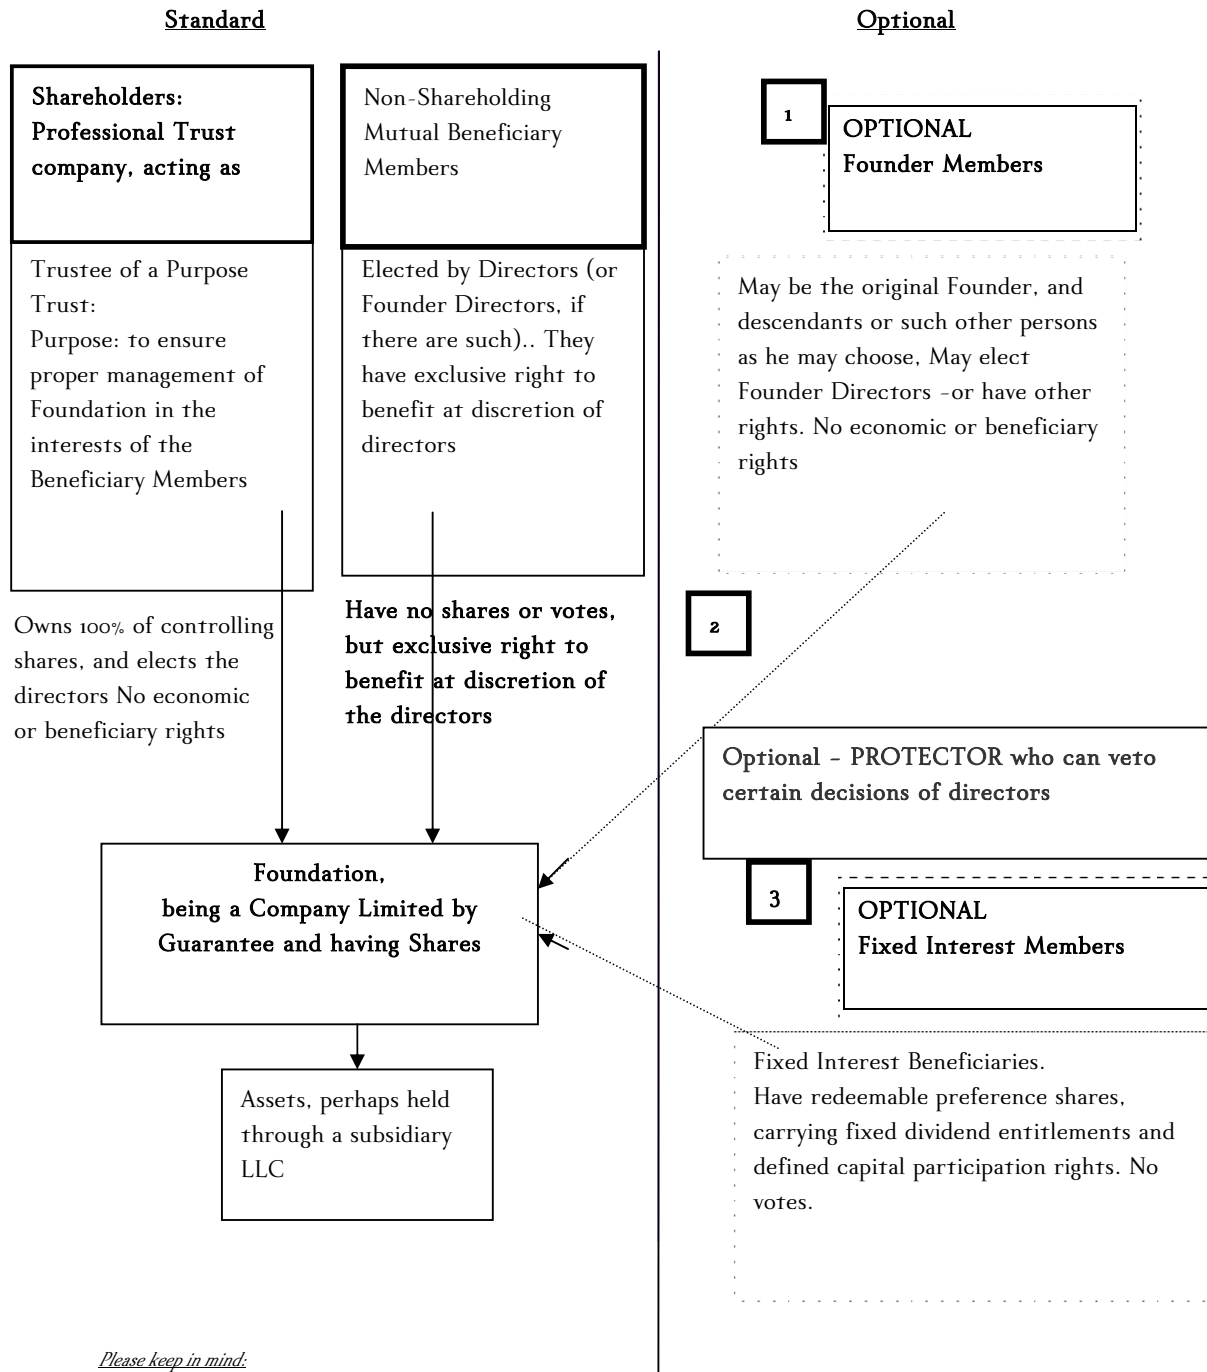 Standard
Optional
Shareholders:
Professional Trust
company, acting as
Trustee of a Purpose
Trust:
Purpose: to ensure
proper management of
Foundation in the
interests of the
Beneficiary Members
Owns 100% of controlling
shares, and elects the
directors No economic
or beneficiary rights
Non-Shareholding
Mutual Beneficiary
Members
Elected by Directors (or
Founder Directors, if
there are such).. They
have exclusive right to
benefit at discretion of
directors
Have no shares or votes,
but exclusive right to
benefit at discretion of
the directors
Foundation,
being a Company Limited by
Guarantee and having Shares
Assets, perhaps held
through a subsidiary
LLC
1
OPTIONAL
Founder Members
May be the original Founder, and
descendants or such other persons
as he may choose, May elect
Founder Directors -or have other
rights. No economic or beneficiary
rights
2
Optional – PROTECTOR who can veto
certain decisions of directors
3
OPTIONAL
Fixed Interest Members
Fixed Interest Beneficiaries.
Have redeemable preference shares,
carrying fixed dividend entitlements and
defined capital participation rights. No
votes.
Please keep in mind: